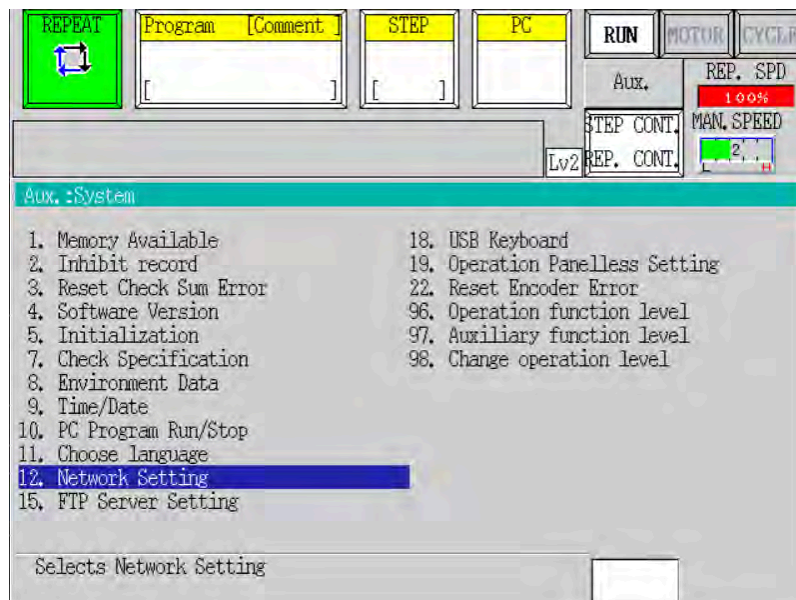 REPEAT
Program [Comment ]
STEP
PC
RUN
MOTOR
CYCLE
[ ]
[ ]
Aux.
REP. SPD
100%
STEP CONT.
MAN.SPEED
Lv2
REP. CONT.
2
L H
Aux.:System
1. Memory Available
2. Inhibit record
3. Reset Check Sum Error
4. Software Version
5. Initialization
7. Check Specification
8. Environment Data
9. Time/Date
10. PC Program Run/Stop
11. Choose language
12. Network Setting
15. FTP Server Setting
18. USB Keyboard
19. Operation Panelless Setting
22. Reset Encoder Error
96. Operation function level
97. Auxiliary function level
98. Change operation level
Selects Network Setting